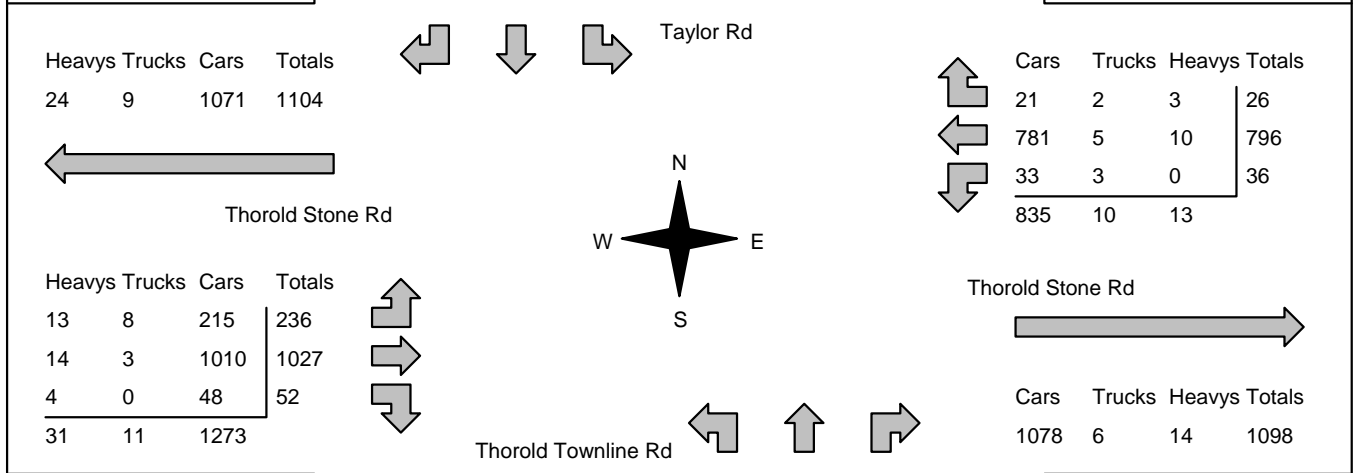 Taylor Rd
Heavys Trucks Cars Totals
24 9 1071 1104
Thorold Stone Rd
Cars Trucks Heavys Totals
21 2 3 26
781 5 10 796
33 3 0 36
835 10 13
N
W E
S
Heavys Trucks Cars Totals
13 8 215 236
14 3 1010 1027
4 0 48 52
31 11 1273
Thorold Stone Rd
Cars Trucks Heavys Totals
1078 6 14 1098
Thorold Townline Rd